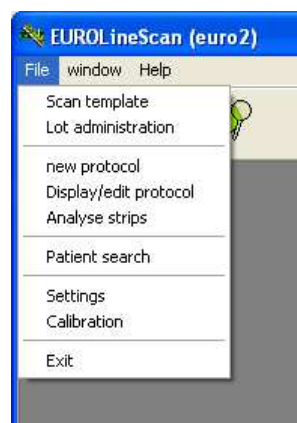 EUROLineScan (euro2)
File window Help
Scan template
Lot administration
new protocol
Display/edit protocol
Analyse strips
Patient search
Settings
Calibration
Exit